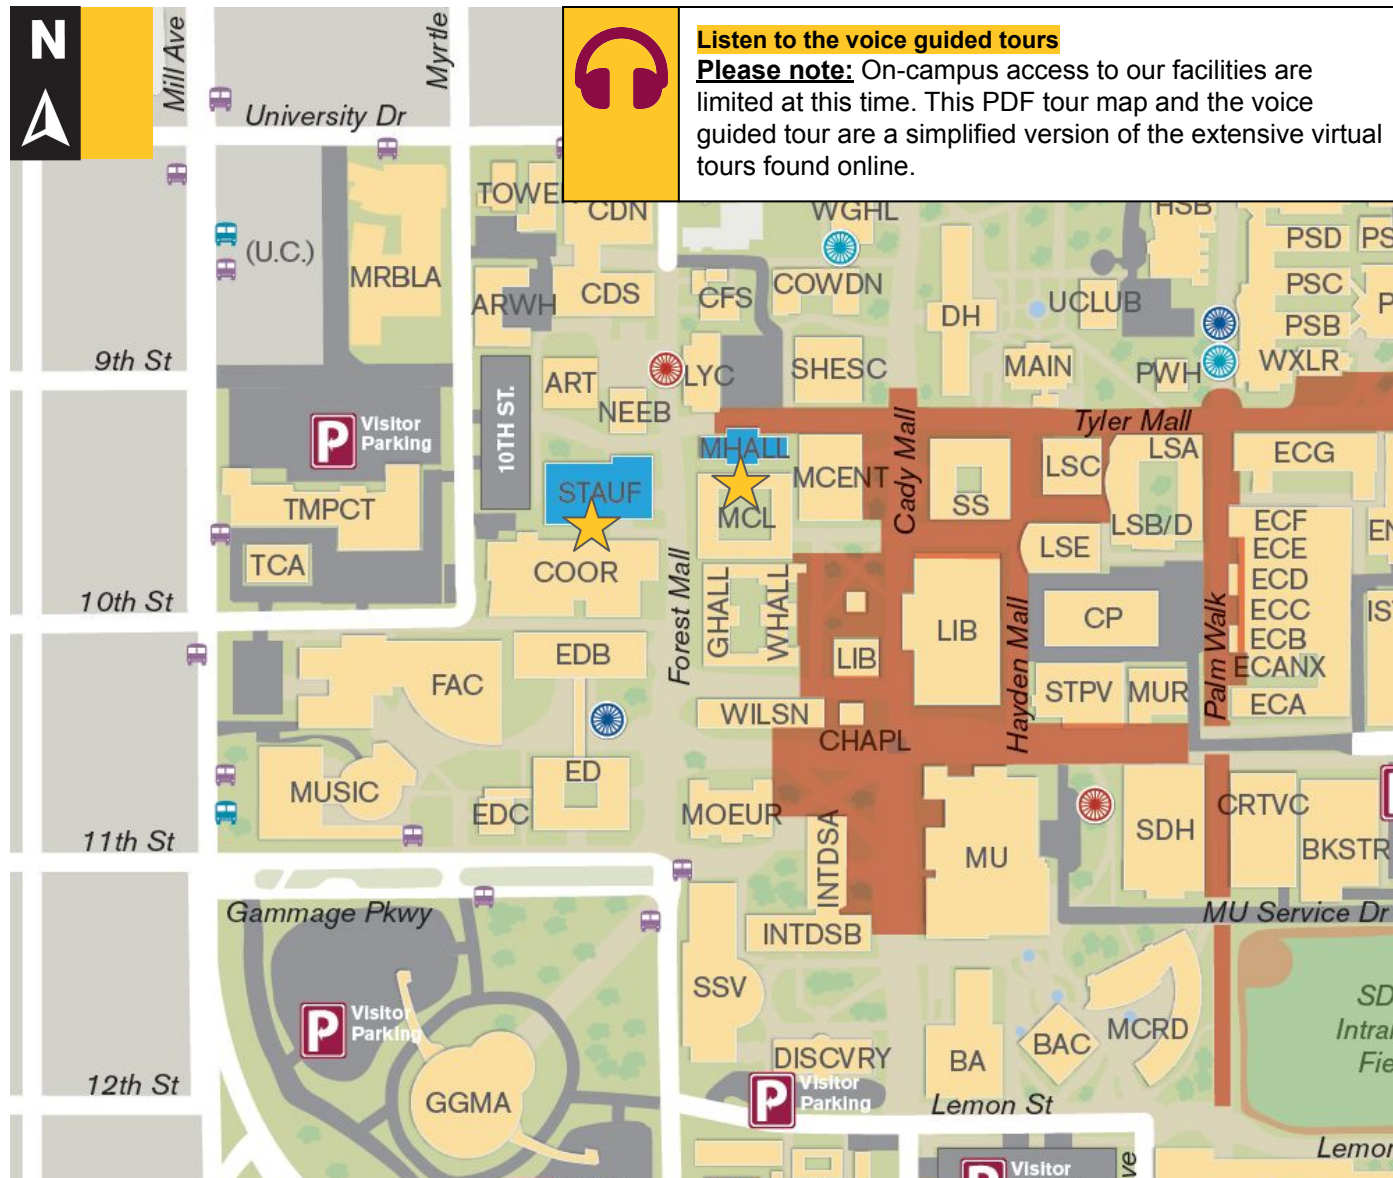 N
Mill Ave
Myrtle
University Dr
Listen to the voice guided tours
Please note: On-campus access to our facilities are
limited at this time. This PDF tour map and the voice
guided tour are a simplified version of the extensive virtual
tours found online.
CDN
WGHL
HSB
PSD
(U.C.)
MRBLA
ARWH
CDS
CFS
COWDN
DH
UCLUB
PSC
PSB
9th St
ART
NEEB
LYC
SHESC
MAIN
PWH
WXLR
P Visitor
Parking
10TH ST.
Tyler Mall
MHALL
MCENT
Cady Mall
LSC
LSA
ECG
TMPCT
STAUF
MCL
SS
LSB/D
ECF
TCA
COOR
LSE
ECE
ECD
10th St
Forest Mall
GHALL
WHALL
LIB
LIB
Hayden Mall
CP
Palm Walk
ECC
ECB
ECANX
ECA
EDB
FAC
WILSN
CHAPL
STPV
MUR
MUSIC
ED
EDC
MOEUR
INTDSA
MU
SDH
CRTVC
BKSTR
11th St
Gammage Pkwy
INTDSB
MU Service Dr
P Visitor
Parking
SSV
DISCVRY
BA
BAC
MCRD
12th St
GGMA
P Visitor
Parking
Lemon St
P Visitor